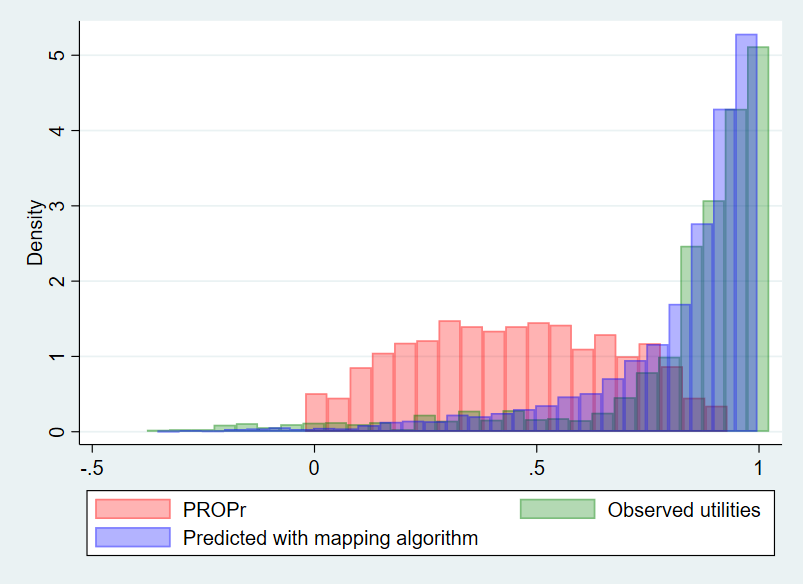 Density
5
4
3
2
1
0
-.5 0 .5 1
PROPr Observed utilities
Predicted with mapping algorithm